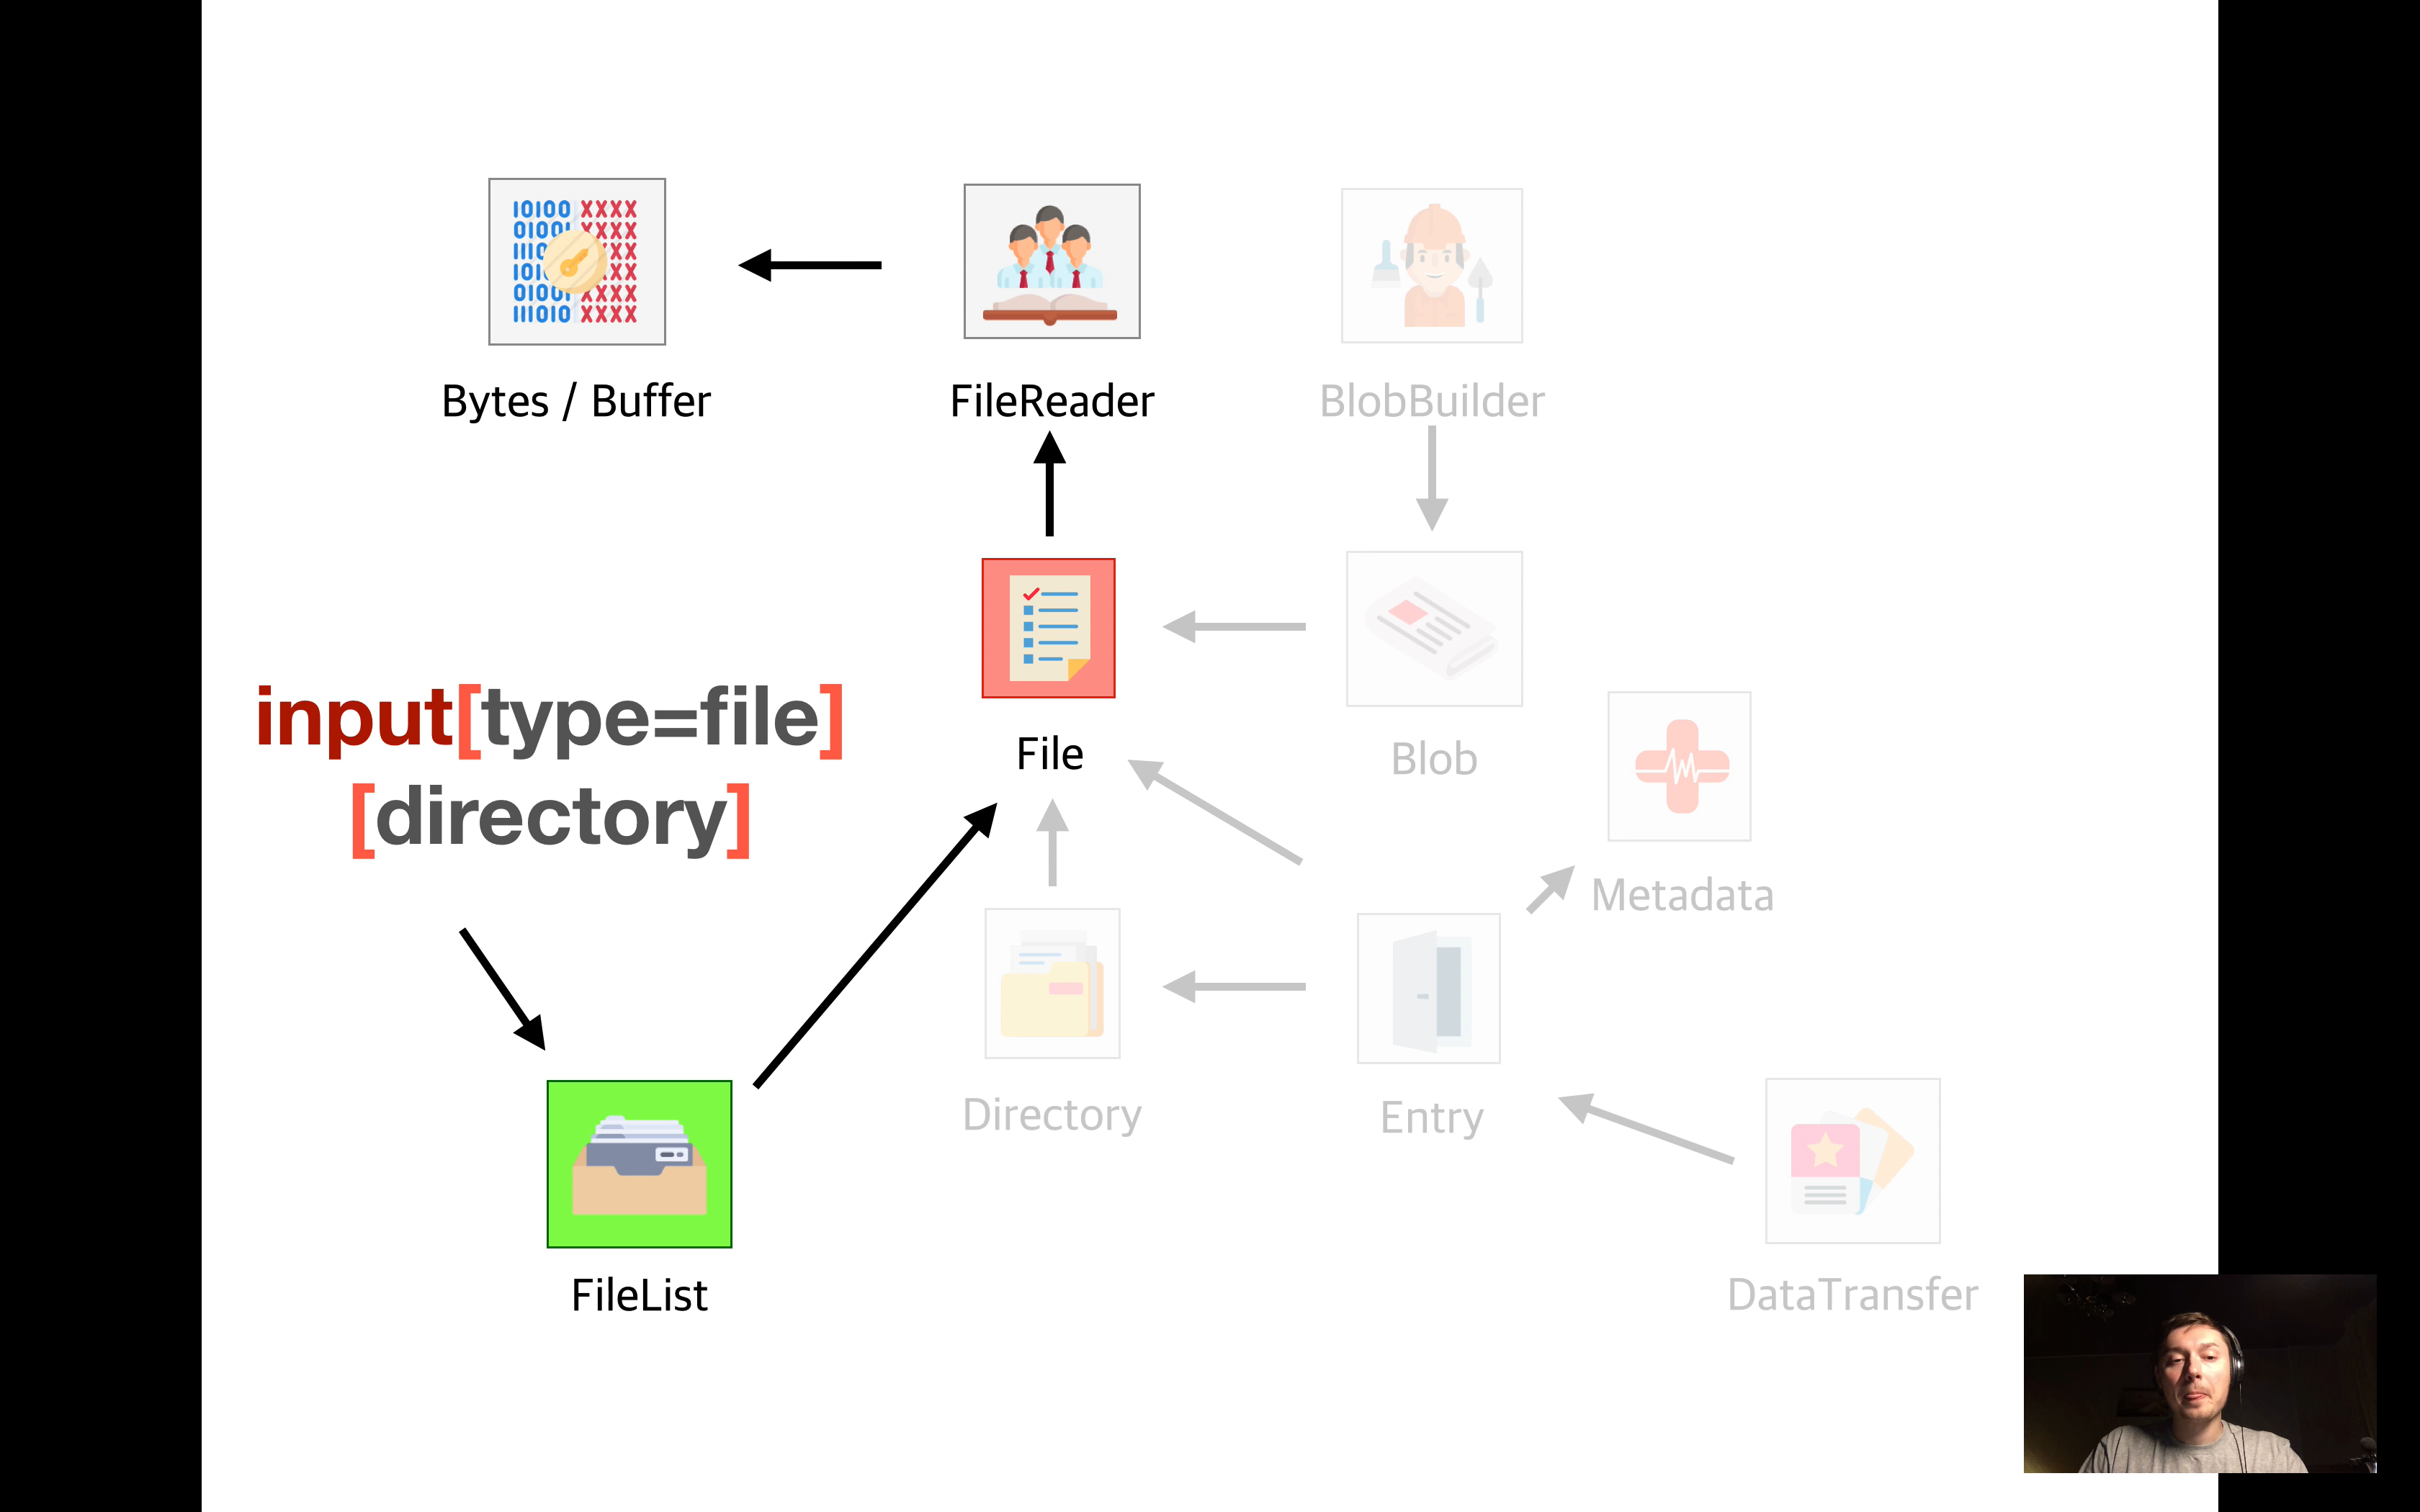 Bytes / Buffer
FileReader
BlobBuilder
input[type=file]
[directory]
File
Blob
Metadata
Directory
Entry
FileList
DataTransfer